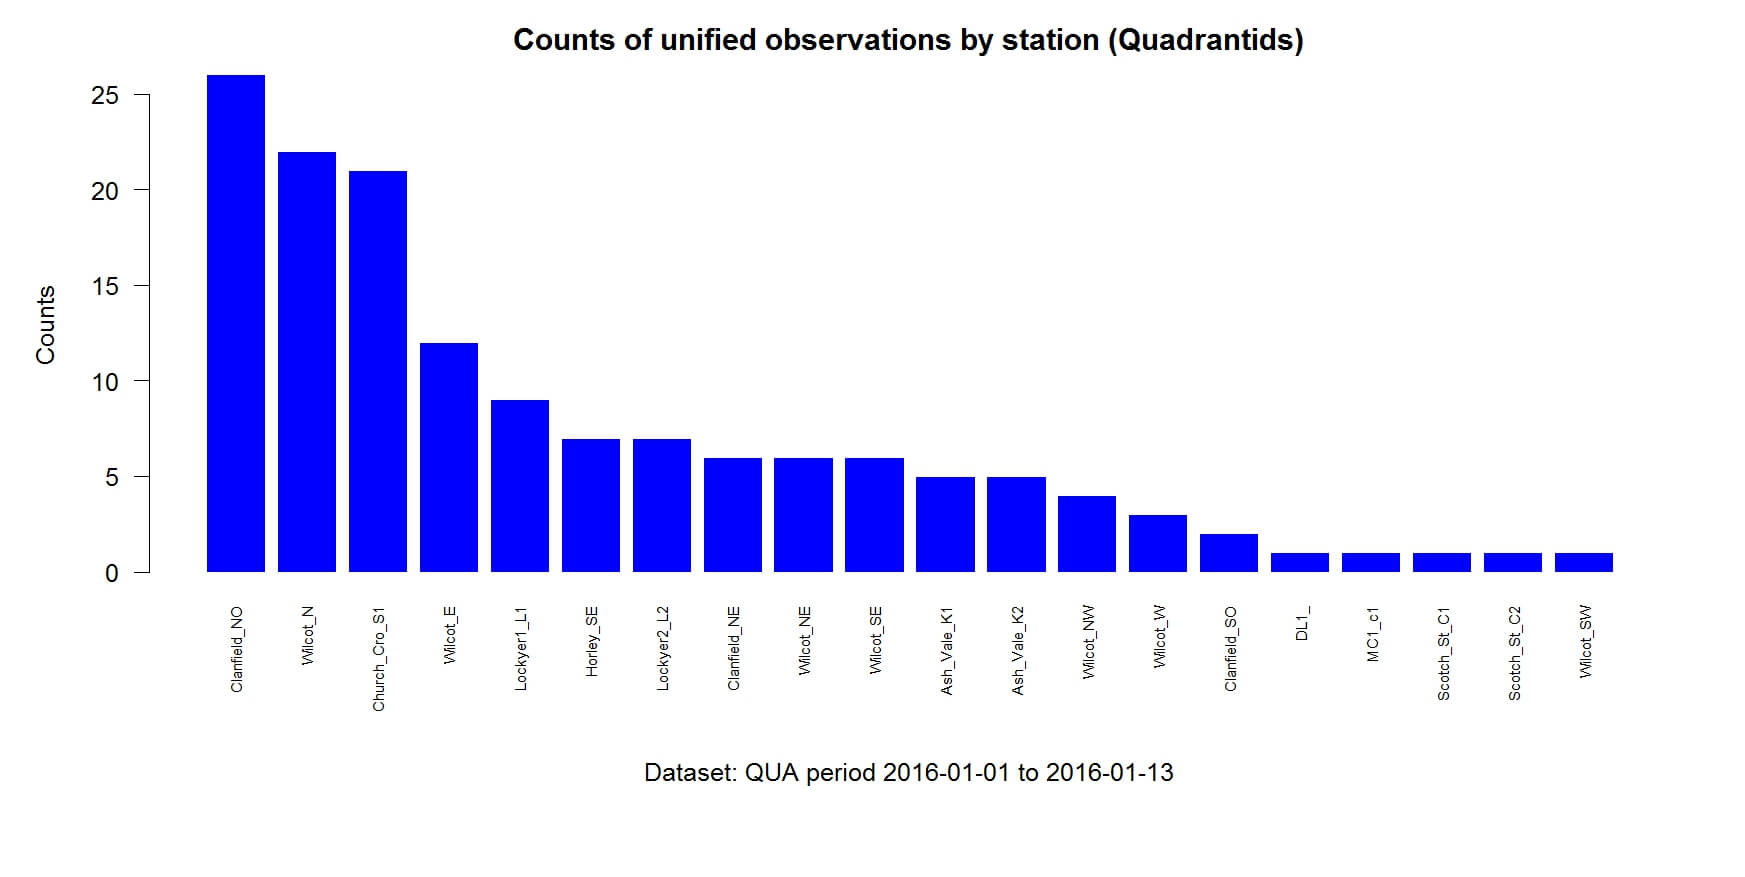 Counts of unified observations by station (Quadrantids)
25
20
15
10
5
0
Counts
Clanfield_NO
Wilcot_N
Church_Cro_S1
Wilcot_E
Lockyer1_L1
Horley_SE
Lockyer2_L2
Clanfield_NE
Wilcot_NE
Wilcot_SE
Ash_Vale_K1
Ash_Vale_K2
Wilcot_NW
Wilcot_W
Clanfield_SO
DL1_
MC1_c1
Scotch_St_C1
Scotch_St_C2
Wilcot_SW
Dataset: QUA period 2016-01-01 to 2016-01-13